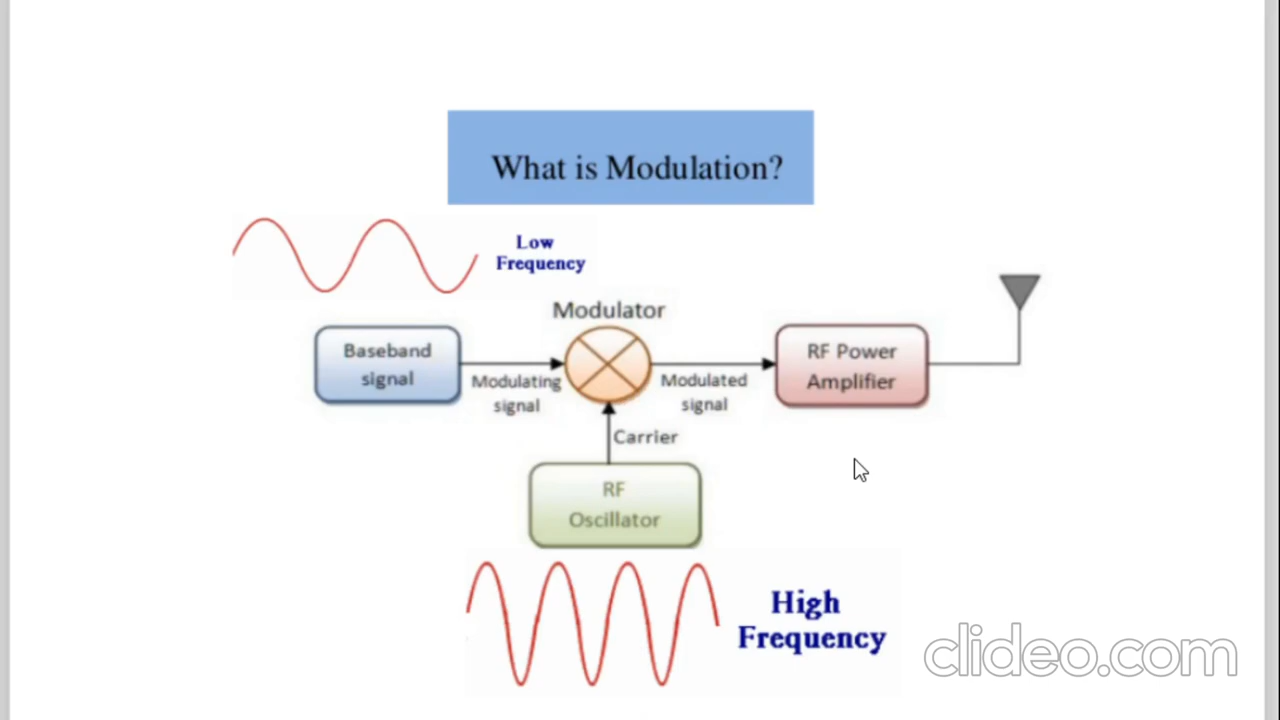 What is Modulation?
Low
Frequency
Modulator
Baseband
signal
Modulating
signal
Modulated
signal
RF Power
Amplifier
Carrier
RF
Oscillator
High
Frequency
clideo.com